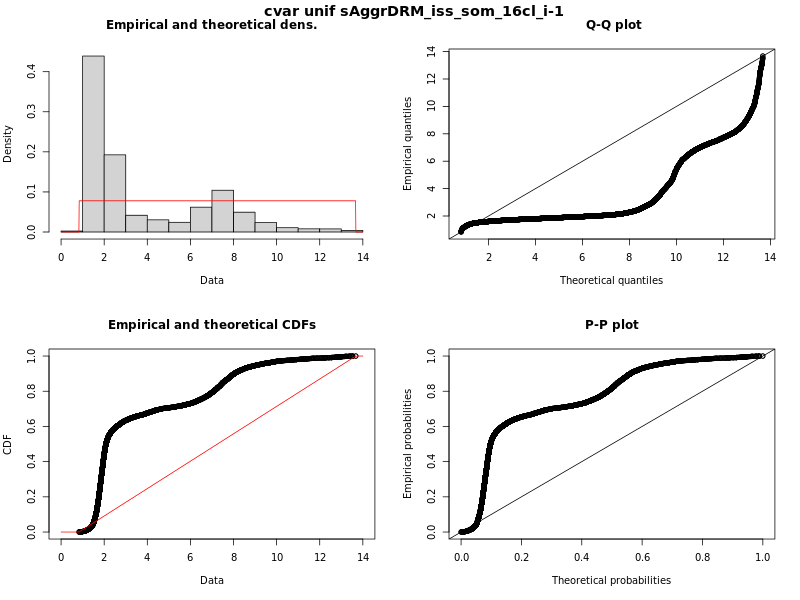 cvar unif sAggrDRM_iss_som_16cl_i-1
Empirical and theoretical dens.
Density
0.0 0.1 0.2 0.3 0.4
0 2 4 6 8 10 12 14
Data
Q-Q plot
Empirical quantiles
2 4 6 8 10 12 14
2 4 6 8 10 12 14
Theoretical quantiles
Empirical and theoretical CDFs
CDF
0.0 0.2 0.4 0.6 0.8 1.0
0 2 4 6 8 10 12 14
Data
P-P plot
Empirical probabilities
0.0 0.2 0.4 0.6 0.8 1.0
0.0 0.2 0.4 0.6 0.8 1.0
Theoretical probabilities